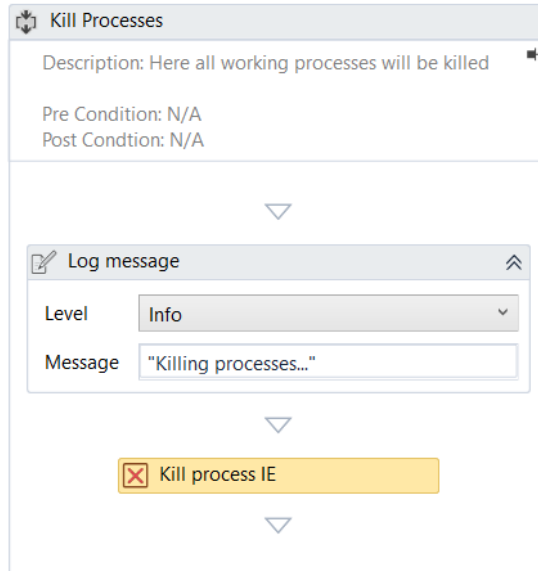 Kill Processes
Description: Here all working processes will be killed
Pre Condition: N/A
Post Condtion: N/A
Log message
Level Info
Message "Killing processes..."
Kill process IE